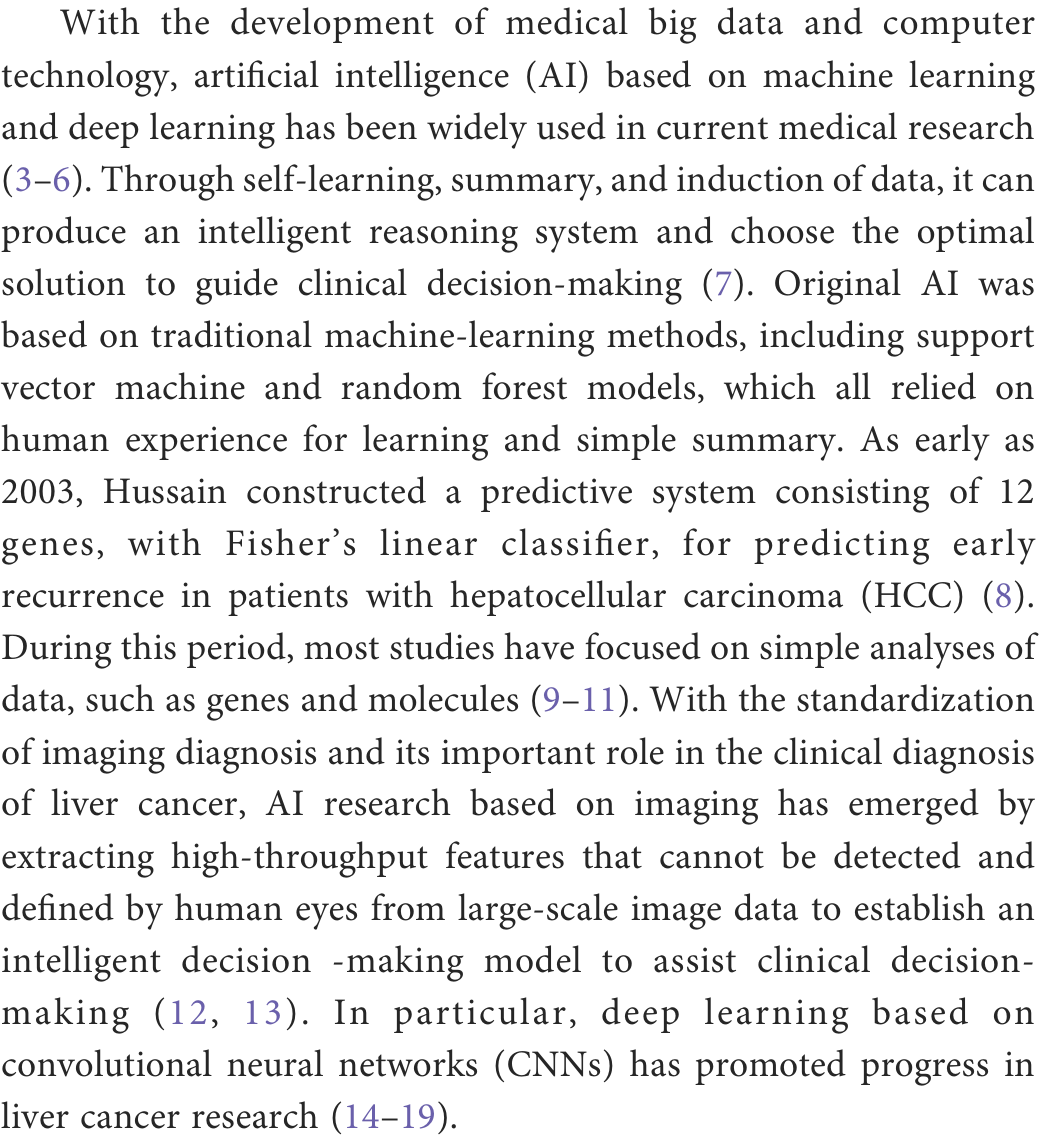 With the development of medical big data and computer
technology, artificial intelligence (AI) based on machine learning
and deep learning has been widely used in current medical research
(3–6). Through self-learning, summary, and induction of data, it can
produce an intelligent reasoning system and choose the optimal
solution to guide clinical decision-making (7). Original AI was
based on traditional machine-learning methods, including support
vector machine and random forest models, which all relied on
human experience for learning and simple summary. As early as
2003, Hussain constructed a predictive system consisting of 12
genes, with Fisher’s linear classifier, for predicting early
recurrence in patients with hepatocellular carcinoma (HCC) (8).
During this period, most studies have focused on simple analyses of
data, such as genes and molecules (9–11). With the standardization
of imaging diagnosis and its important role in the clinical diagnosis
of liver cancer, AI research based on imaging has emerged by
extracting high-throughput features that cannot be detected and
defined by human eyes from large-scale image data to establish an
intelligent decision -making model to assist clinical decision-
making (12, 13). In particular, deep learning based on
convolutional neural networks (CNNs) has promoted progress in
liver cancer research (14–19).